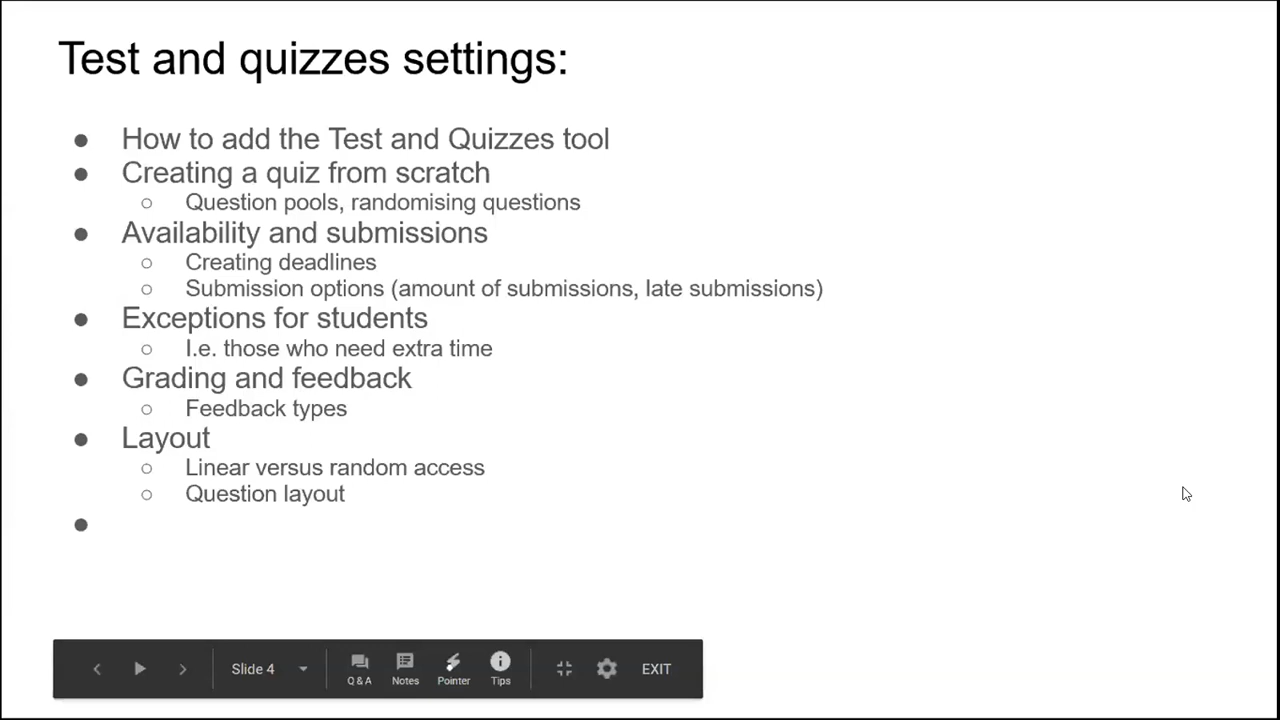 Test and quizzes settings:
● How to add the Test and Quizzes tool
● Creating a quiz from scratch
○ Question pools, randomising questions
● Availability and submissions
○ Creating deadlines
○ Submission options (amount of submissions, late submissions)
● Exceptions for students
○ I.e. those who need extra time
● Grading and feedback
○ Feedback types
● Layout
○ Linear versus random access
○ Question layout
●
Slide 4 Q & A Notes Pointer Tips EXIT